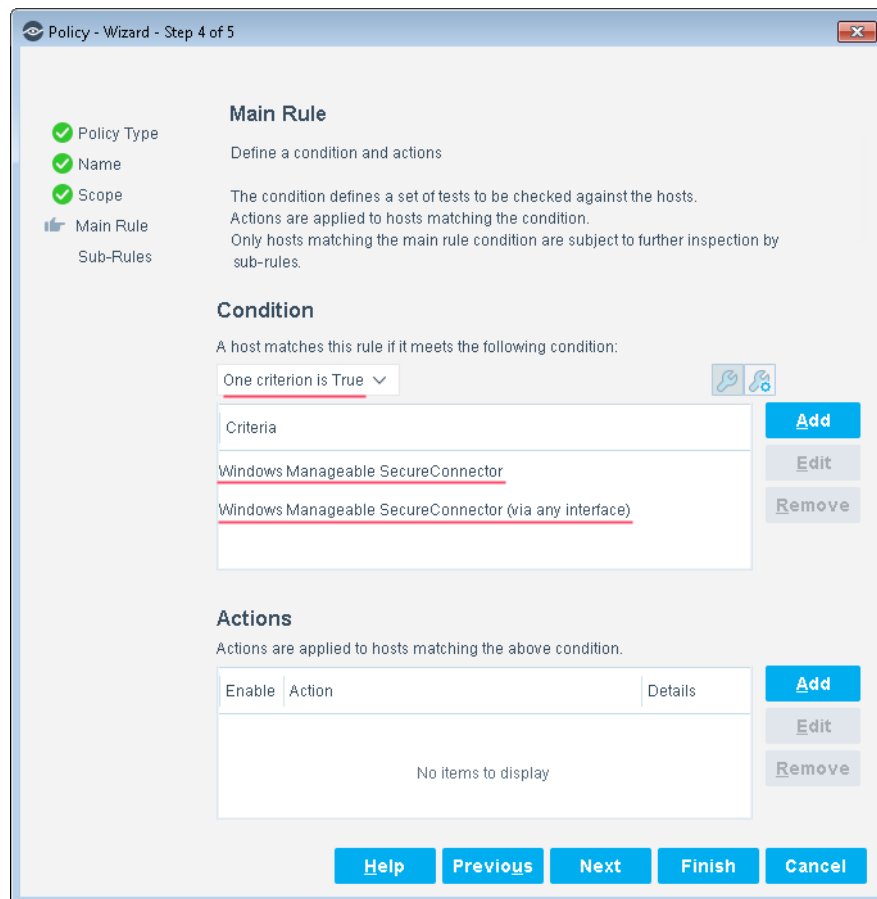 Policy - Wizard - Step 4 of 5
Policy Type
Name
Scope
Main Rule
Sub-Rules
Main Rule
Define a condition and actions
The condition defines a set of tests to be checked against the hosts.
Actions are applied to hosts matching the condition.
Only hosts matching the main rule condition are subject to further inspection by
sub-rules.
Condition
A host matches this rule if it meets the following condition:
One criterion is True
Criteria
Windows Manageable SecureConnector
Windows Manageable SecureConnector (via any interface)
Add
Edit
Remove
Actions
Actions are applied to hosts matching the above condition.
Enable Action Details
No items to display
Add
Edit
Remove
Help Previous Next Finish Cancel